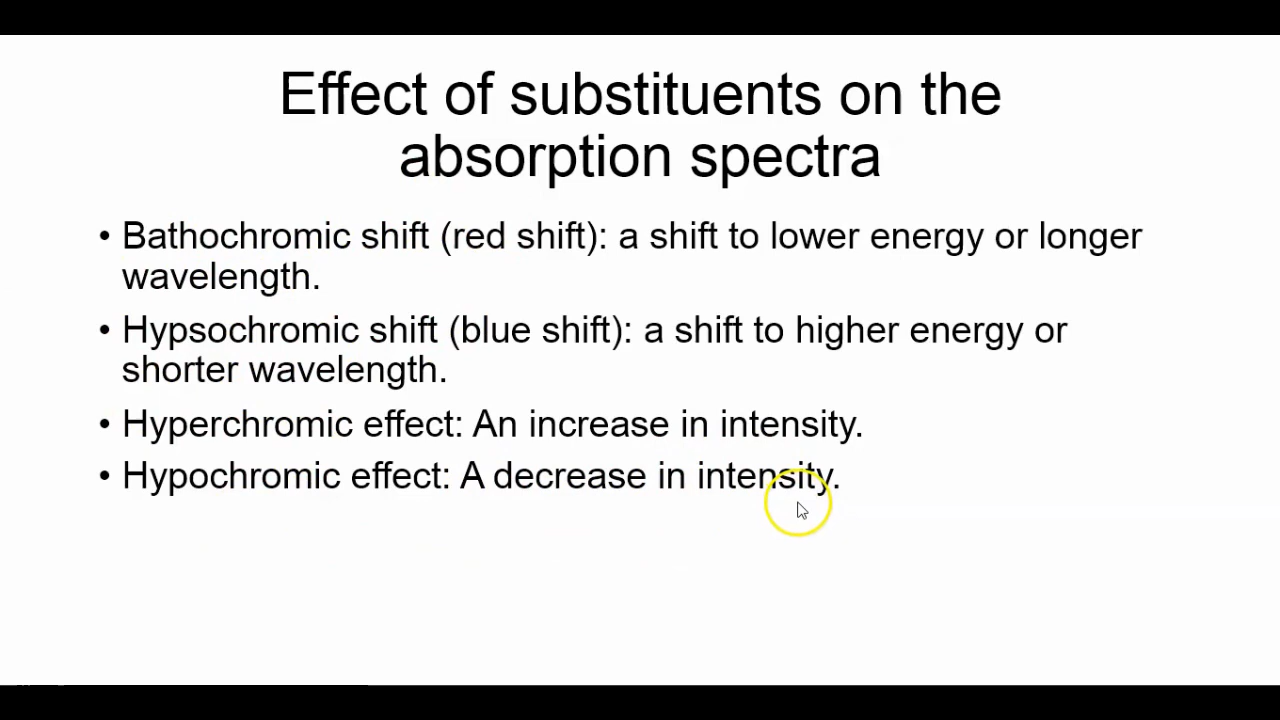 Effect of substituents on the
absorption spectra
• Bathochromic shift (red shift): a shift to lower energy or longer
wavelength.
• Hypsochromic shift (blue shift): a shift to higher energy or
shorter wavelength.
• Hyperchromic effect: An increase in intensity.
• Hypochromic effect: A decrease in intensity.